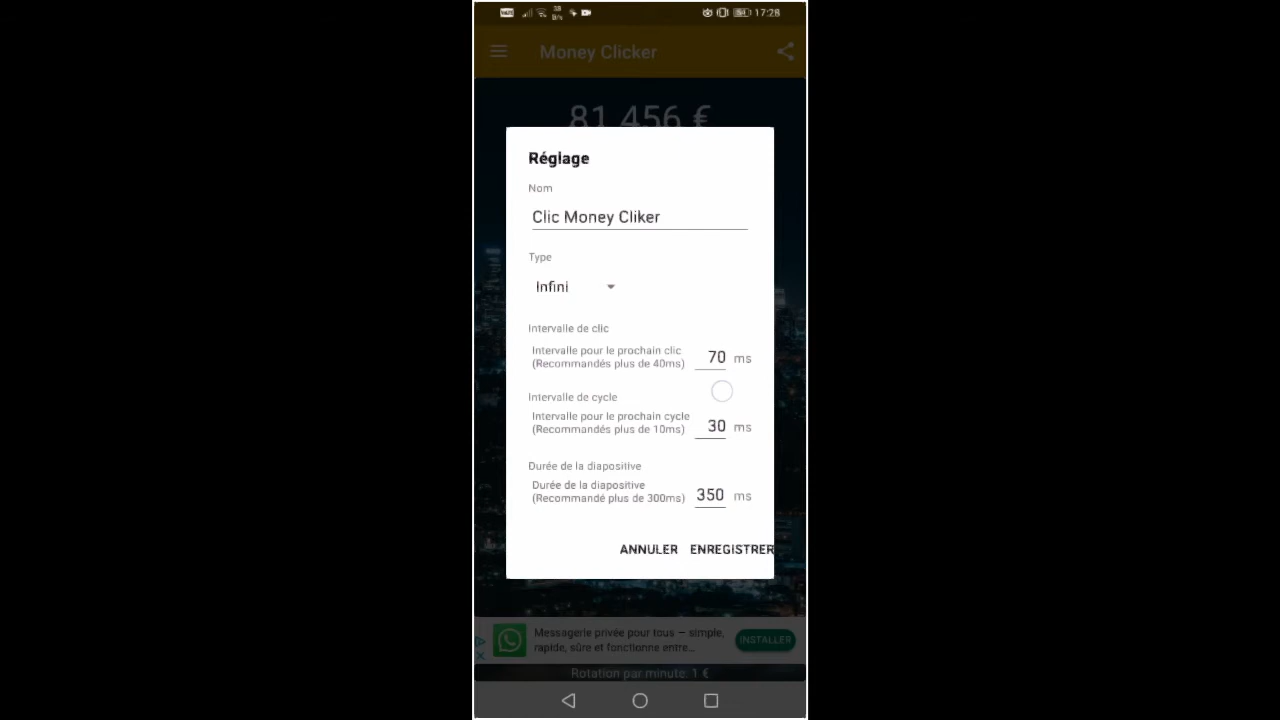 17:28
Money Clicker
81 456 €
Réglage
Nom
Clic Money Cliker
Type
Infini
Intervalle de clic
Intervalle pour le prochain clic
(Recommandés plus de 40ms)
70 ms
Intervalle de cycle
Intervalle pour le prochain cycle
(Recommandés plus de 10ms)
30 ms
Durée de la diapositive
Durée de la diapositive
(Recommandé plus de 300ms)
350 ms
ANNULER ENREGISTRER
Messagerie privée pour tous – simple,
rapide, sûre et fonctionne entre...
INSTALLER
Rotation par minute: 1 €